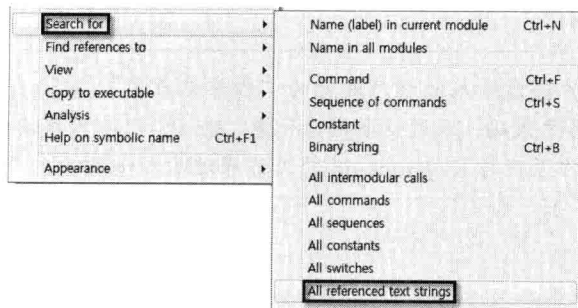 Search for
Find references to
View
Copy to executable
Analysis
Help on symbolic name Ctrl+F1
Appearance
Name (label) in current module Ctrl+N
Name in all modules
Command Ctrl+F
Sequence of commands Ctrl+S
Constant
Binary string Ctrl+B
All intermodular calls
All commands
All sequences
All constants
All switches
All referenced text strings